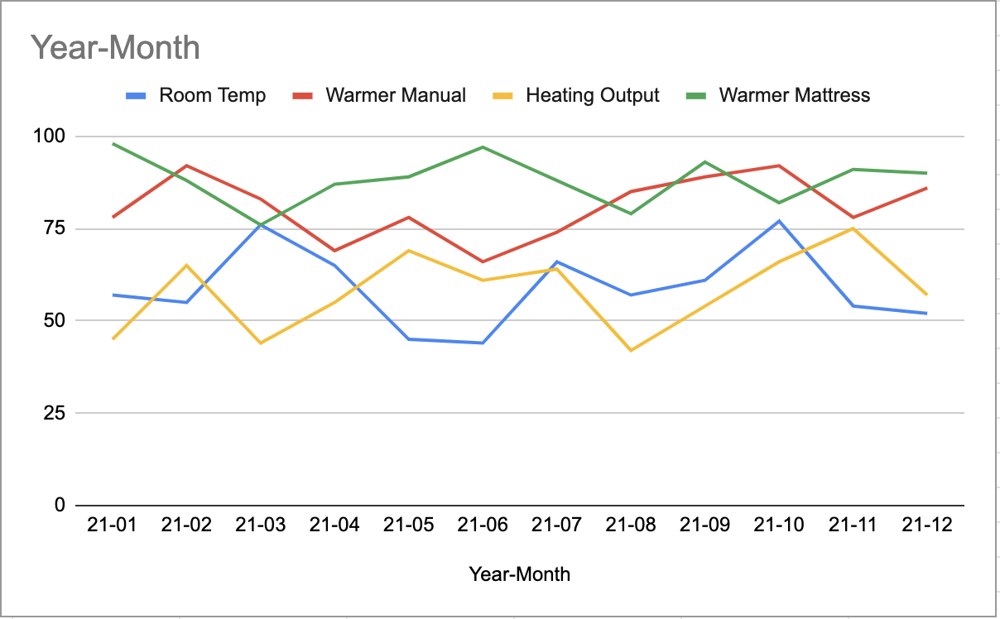 Year-Month
Room Temp Warmer Manual Heating Output Warmer Mattress
100
75
50
25
0
21-01 21-02 21-03 21-04 21-05 21-06 21-07 21-08 21-09 21-10 21-11 21-12
Year-Month